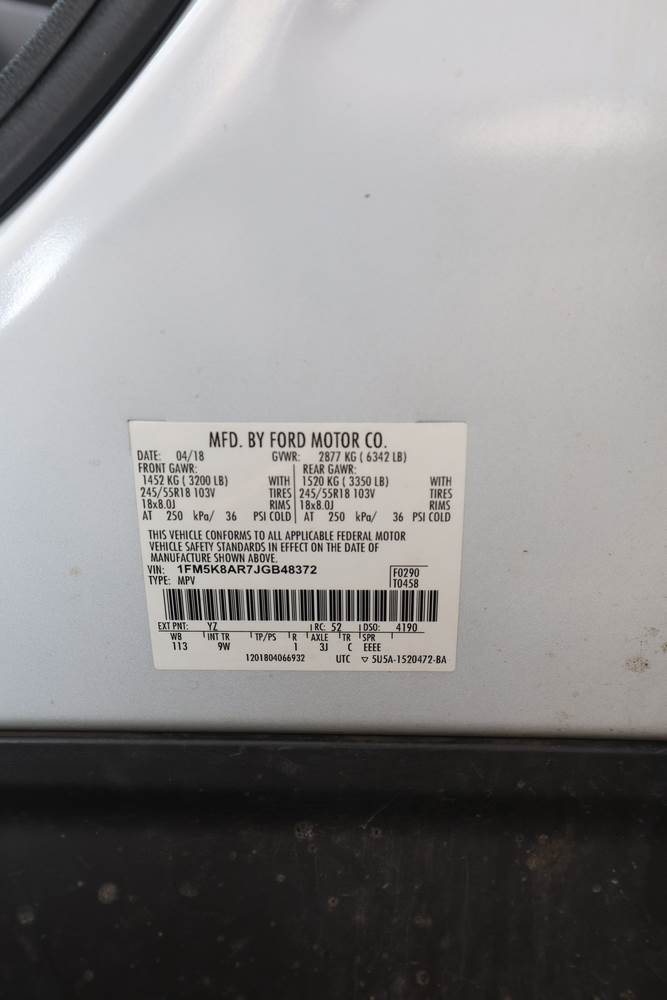 MFD. BY FORD MOTOR CO.
DATE: 04/18 GVWR: 2877 KG ( 6342 LB)
FRONT GAWR: REAR GAWR:
1452 KG ( 3200 LB) WITH 1520 KG ( 3350 LB) WITH
245/55R18 103V TIRES 245/55R18 103V TIRES
18x8.0J RIMS 18x8.0J RIMS
AT 250 kPa/ 36 PSI COLD AT 250 kPa/ 36 PSI COLD
THIS VEHICLE CONFORMS TO ALL APPLICABLE FEDERAL MOTOR
VEHICLE SAFETY STANDARDS IN EFFECT ON THE DATE OF
MANUFACTURE SHOWN ABOVE.
VIN: 1FM5K8AR7JGB48372 F0290
TYPE: MPV T0458
EXT PNT: YZ RC: 52 DSO: 4190
WB INT TR TP/PS R AXLE TR SPR
113 9W 1 3J C EEEE
1201804066932 UTC ▽ 5U5A-1520472-BA